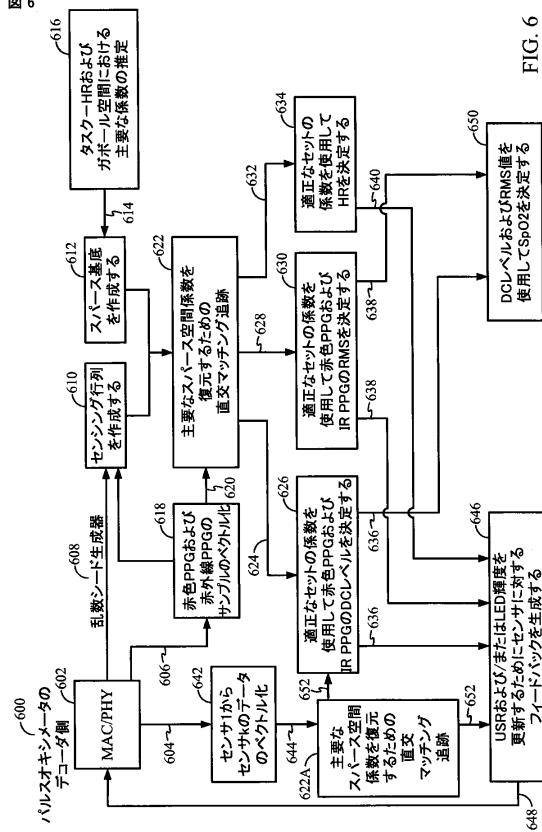 図6
600
パルスオキシメータの
デコーダ側
602
MAC/PHY
608
乱数シード生成器
610
センシング行列
を作成する
612
スパース基底
を作成する
614
616
タスクーHRおよび
ガボール空間における
主要な係数の推定
606
604
618
赤色PPGおよび
赤外線PPGの
サンプルのベクトル化
620
622
主要なスパース空間係数を
復元するための
直交マッチング追跡
642
センサ1から
センサkのデータ
のベクトル化
644
622A
主要な
スパース空間
係数を復元
するための
直交
マッチング
追跡
652
652
624
628
632
626
適正なセットの係数を
使用して赤色PPGおよび
IR PPGのDCレベルを決定する
630
適正なセットの係数を
使用して赤色PPGおよび
IR PPGのRMSを決定する
634
適正なセットの
係数を使用して
HRを決定する
636
636
638
638
640
646
USRおよび/またはLED輝度を
更新するためにセンサに対する
フィードバックを生成する
648
650
DCレベルおよびRMS値を
使用してSpO2を決定する
FIG. 6